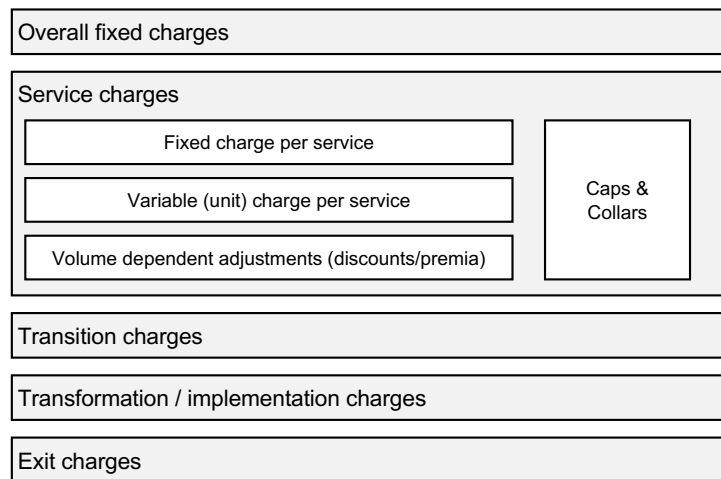 Overall fixed charges
Service charges
Fixed charge per service
Variable (unit) charge per service
Volume dependent adjustments (discounts/premia)
Caps &
Collars
Transition charges
Transformation / implementation charges
Exit charges